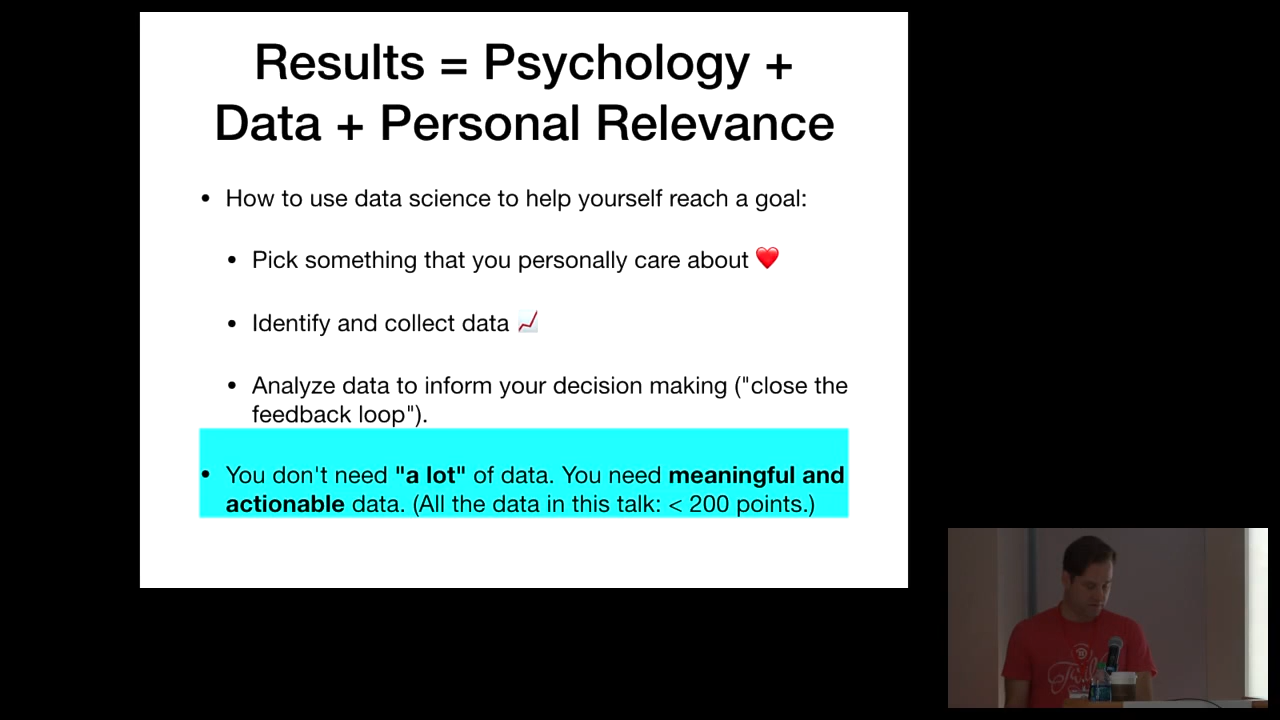 Results = Psychology +
Data + Personal Relevance
• How to use data science to help yourself reach a goal:
• Pick something that you personally care about ❤️
• Identify and collect data 📈
• Analyze data to inform your decision making ("close the
feedback loop").
• You don't need "a lot" of data. You need meaningful and
actionable data. (All the data in this talk: < 200 points.)